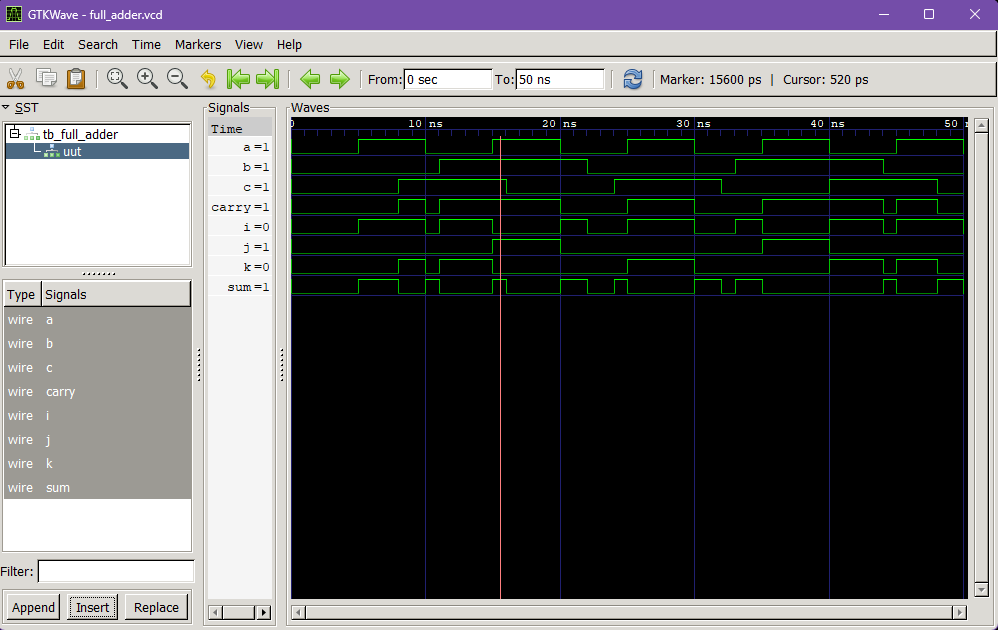 GTKWave - full_adder.vcd
File Edit Search Time Markers View Help
From: 0 sec To: 50 ns Marker: 15600 ps | Cursor: 520 ps
SST
tb_full_adder
uut
Type Signals
wire a
wire b
wire c
wire carry
wire i
wire j
wire k
wire sum
Filter:
Append Insert Replace
Signals
Time
a =1
b =1
c =1
carry =1
i =0
j =1
k =0
sum =1
Waves
0 10 ns 20 ns 30 ns 40 ns 50 n